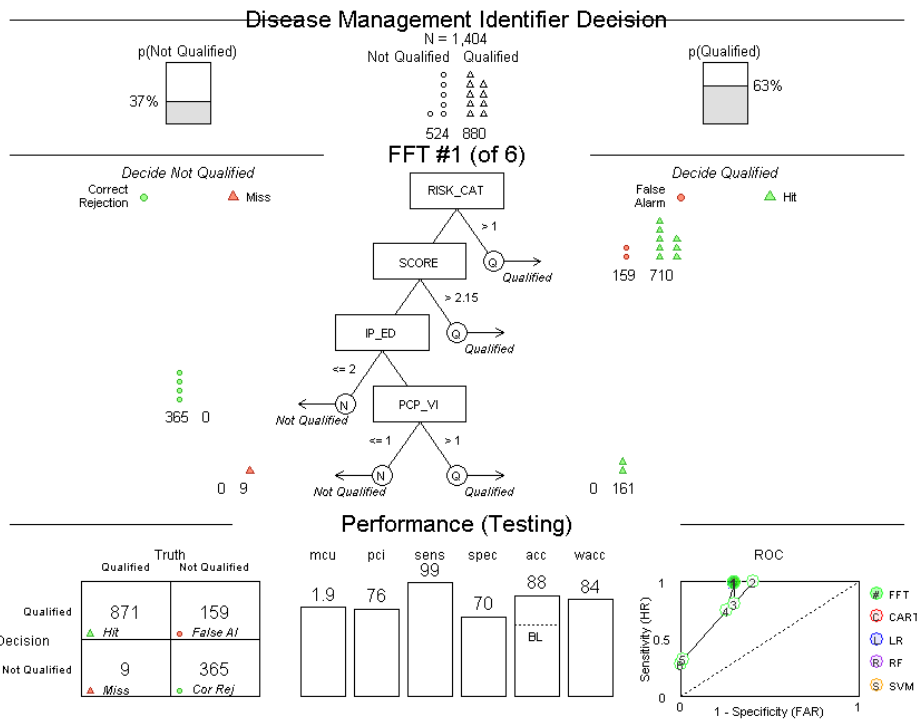 Disease Management Identifier Decision
N = 1,404
p(Not Qualified)
Not Qualified Qualified
p(Qualified)
37%
63%
524 880
FFT #1 (of 6)
Decide Not Qualified
Decide Qualified
Correct Rejection
Miss
False Alarm
Hit
RISK_CAT
> 1
SCORE
Q
Qualified
159 710
> 2.15
IP_ED
Q
Qualified
<= 2
365 0
N
Not Qualified
PCP_VI
<= 1
> 1
0 9
N
Not Qualified
Q
Qualified
0 161
Performance (Testing)
Truth
Qualified Not Qualified
Decision
Qualified
871
Hit
159
False Al
Not Qualified
9
Miss
365
Cor Rej
mcu pci sens spec acc wacc
1.9 76 99 70 88 84
BL
ROC
Sensitivity (HR)
1
0.5
0
0 1
1 - Specificity (FAR)
1 2
3
4
5
# FFT
C CART
L LR
R RF
S SVM